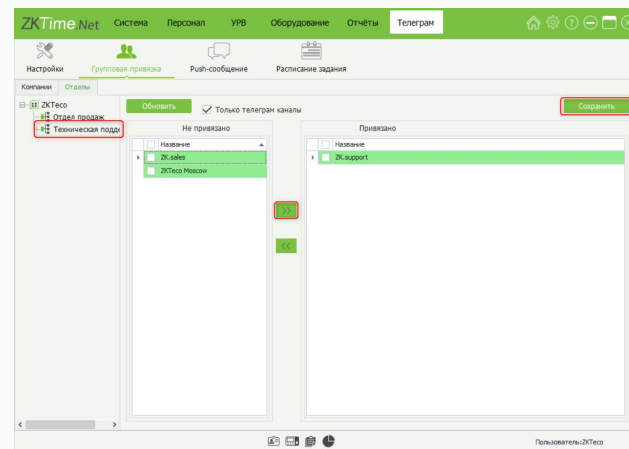 ZKTime.Net Система Персонал УРВ Оборудование Отчёты Телеграм
Настройки Групповая привязка Push-сообщение Расписание задания
Компании Отделы
ZKTeco
Отдел продаж
Техническая подде
Обновить Только телеграм каналы Сохранить
Не привязано Привязано
Название Название
ZK.sales ZK.support
ZKTeco Moscow
>>
<<
Пользователь:ZKTeco